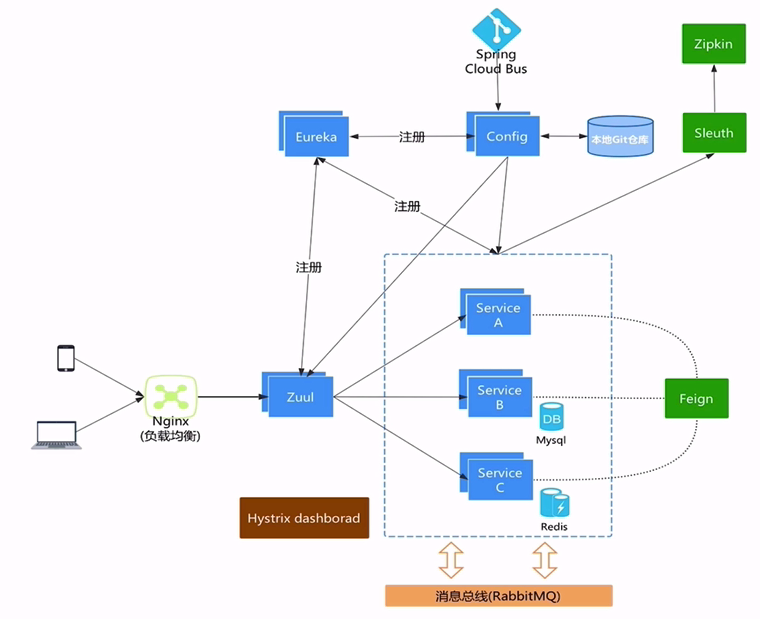 Spring
Cloud Bus
Zipkin
Eureka
注册
Config
本地Git仓库
Sleuth
注册
注册
Service
A
Zuul
Service
B
DB
Mysql
Feign
Nginx
(负载均衡)
Service
C
Redis
Hystrix dashborad
消息总线(RabbitMQ)